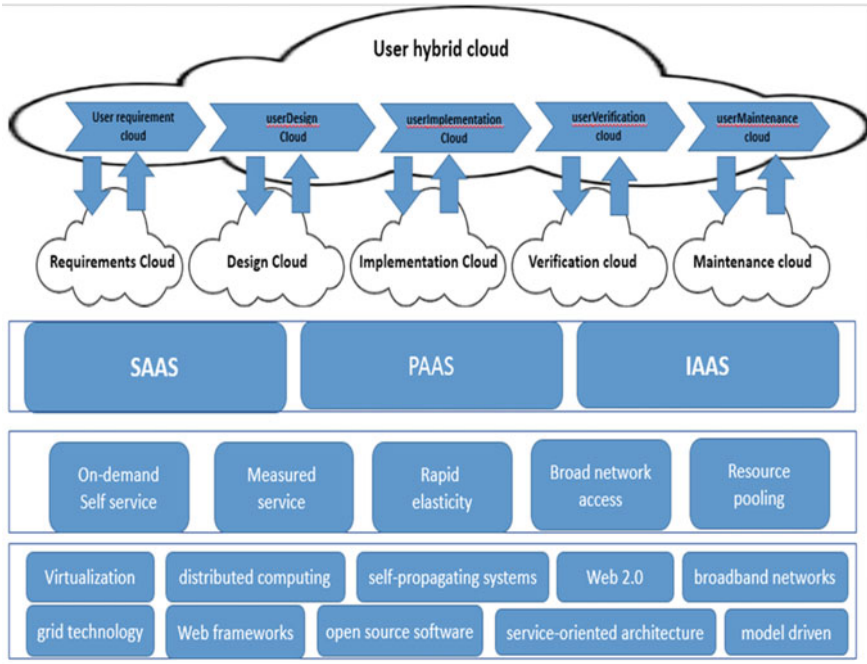 User hybrid cloud
User requirement
cloud
userDesign
Cloud
userImplementation
Cloud
userVerification
cloud
userMaintenance
cloud
Requirements Cloud
Design Cloud
Implementation Cloud
Verification cloud
Maintenance cloud
SAAS
PAAS
IAAS
On-demand
Self service
Measured
service
Rapid
elasticity
Broad network
access
Resource
pooling
Virtualization
distributed computing
self-propagating systems
Web 2.0
broadband networks
grid technology
Web frameworks
open source software
service-oriented architecture
model driven